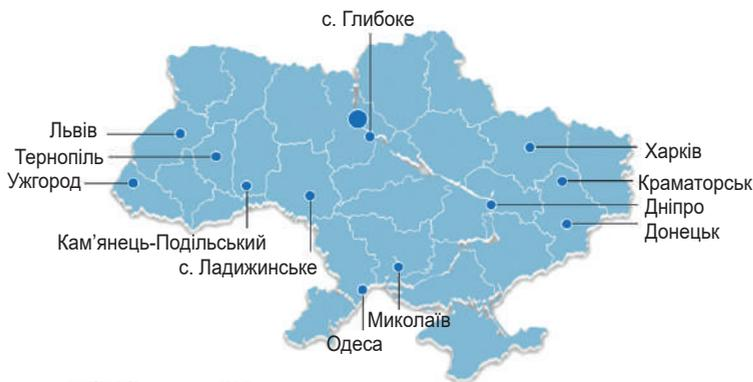 с. Глибоке
Львів
Тернопіль
Ужгород
Кам’янець-Подільський
с. Ладижинське
Харків
Краматорськ
Дніпро
Донецьк
Миколаїв
Одеса